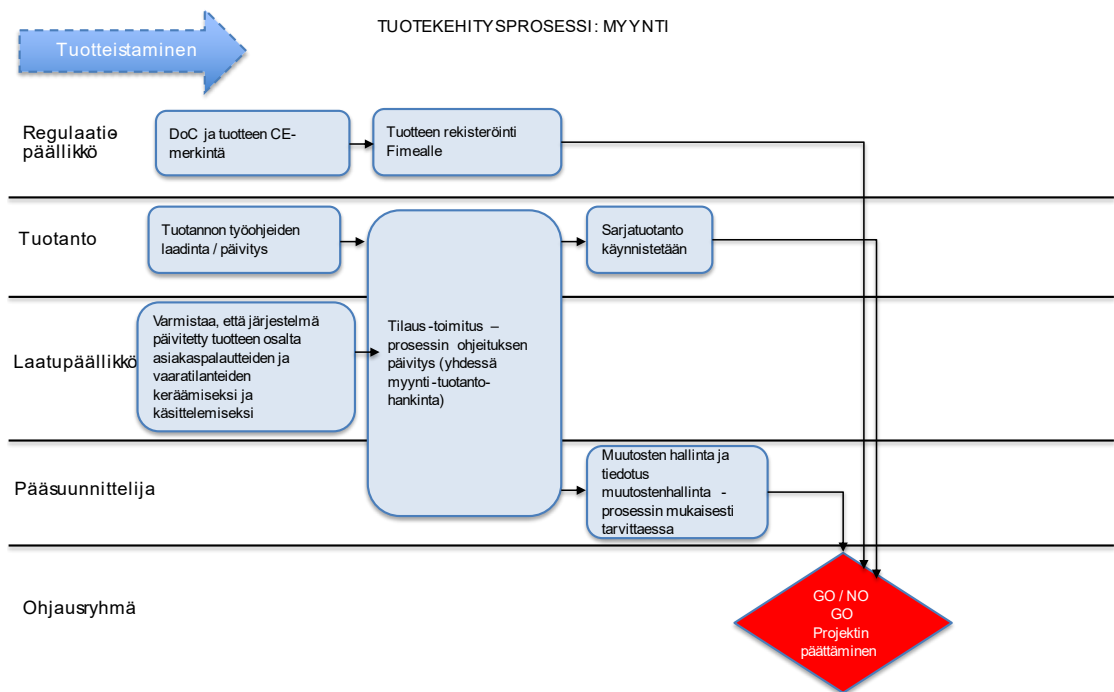 TUOTEKEHITYSPROSESSI: MYYNTI
Tuotteistaminen
Regulaatio-
päällikkö
DoC ja tuotteen CE-
merkintä
Tuotteen rekisteröinti
Fimealle
Tuotanto
Tuotannon työohjeiden
laadinta / päivitys
Sarjatuotanto
käynnistetään
Laatupäällikkö
Varmistaa, että järjestelmä
päivitetty tuotteen osalta
asiakaspalautteiden ja
vaaratilanteiden
keräämiseksi ja
käsittelemiseksi
Tilaus-toimitus –
prosessin ohjeituksen
päivitys (yhdessä
myynti-tuotanto-
hankinta)
Pääsuunnittelija
Muutosten hallinta ja
tiedotus
muutostenhallinta -
prosessin mukaisesti
tarvittaessa
Ohjausryhmä
GO / NO
GO
Projektin
päättäminen